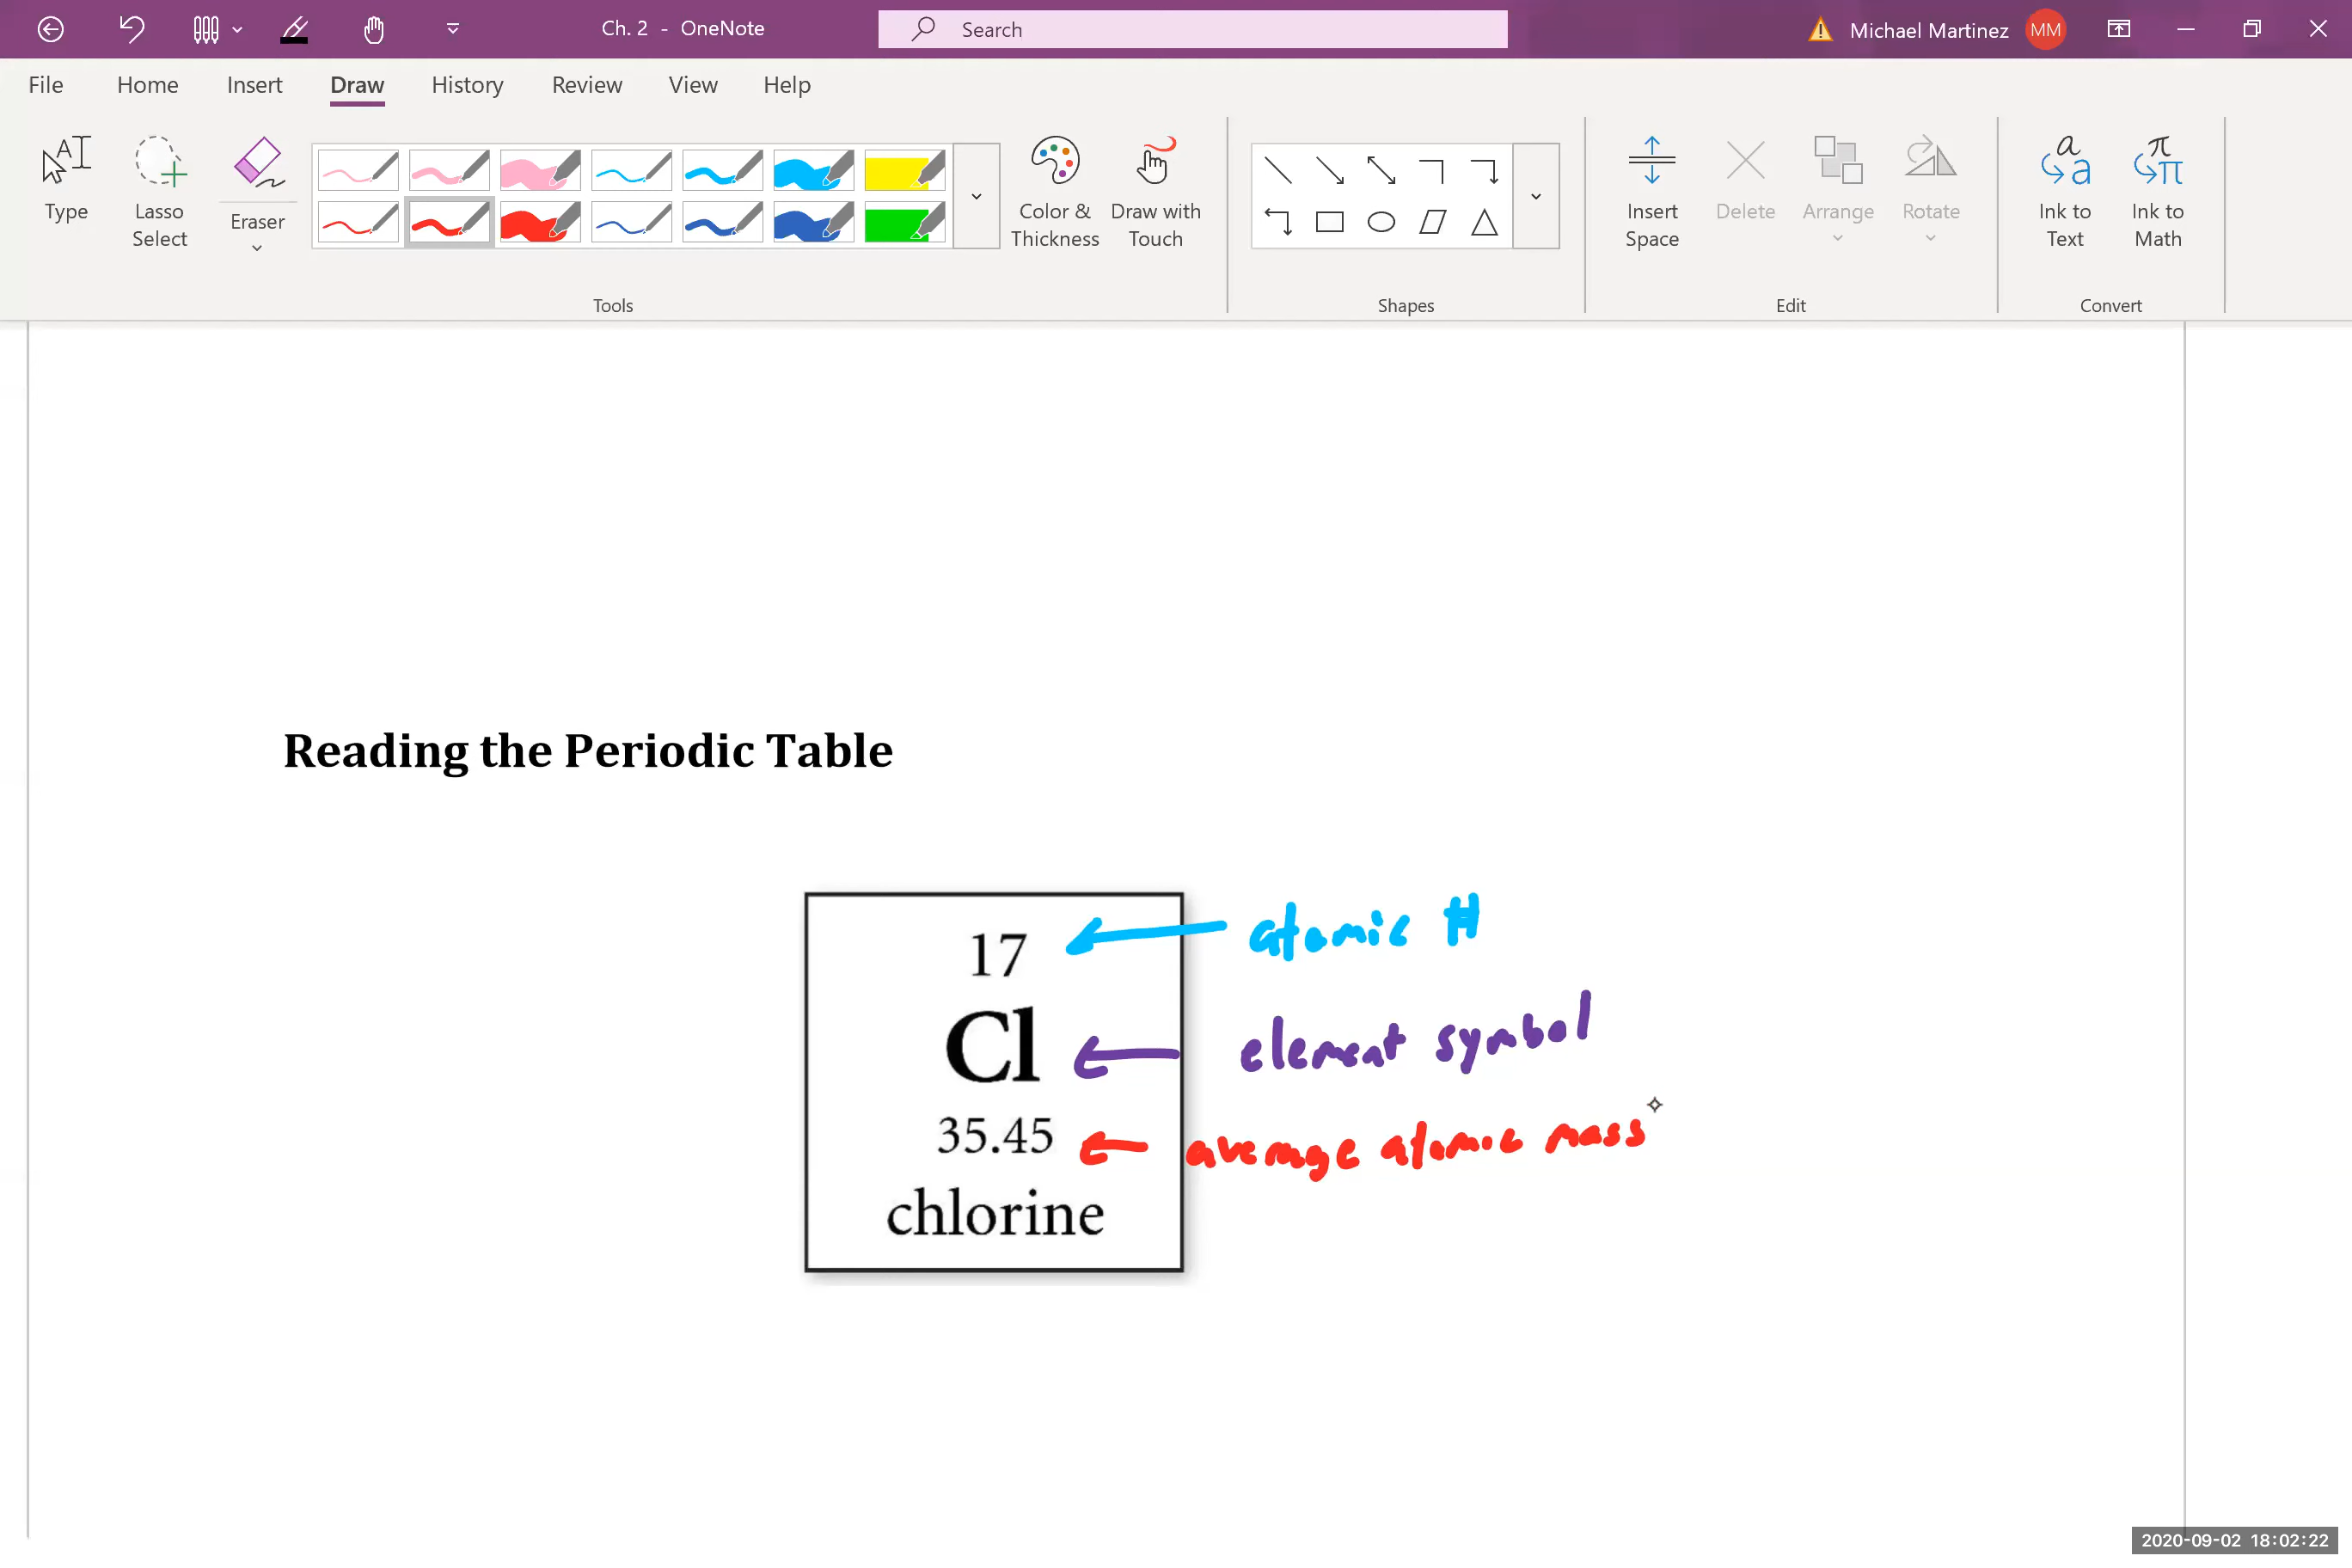 Ch. 2 - OneNote
Search
Michael Martinez MM
File Home Insert Draw History Review View Help
Type
Lasso Select
Eraser
Color & Thickness
Draw with Touch
Insert Space
Delete
Arrange
Rotate
Ink to Text
Ink to Math
Tools Shapes Edit Convert
Reading the Periodic Table
17 atomic #
Cl element symbol
35.45 average atomic mass
chlorine
2020-09-02 18:02:22